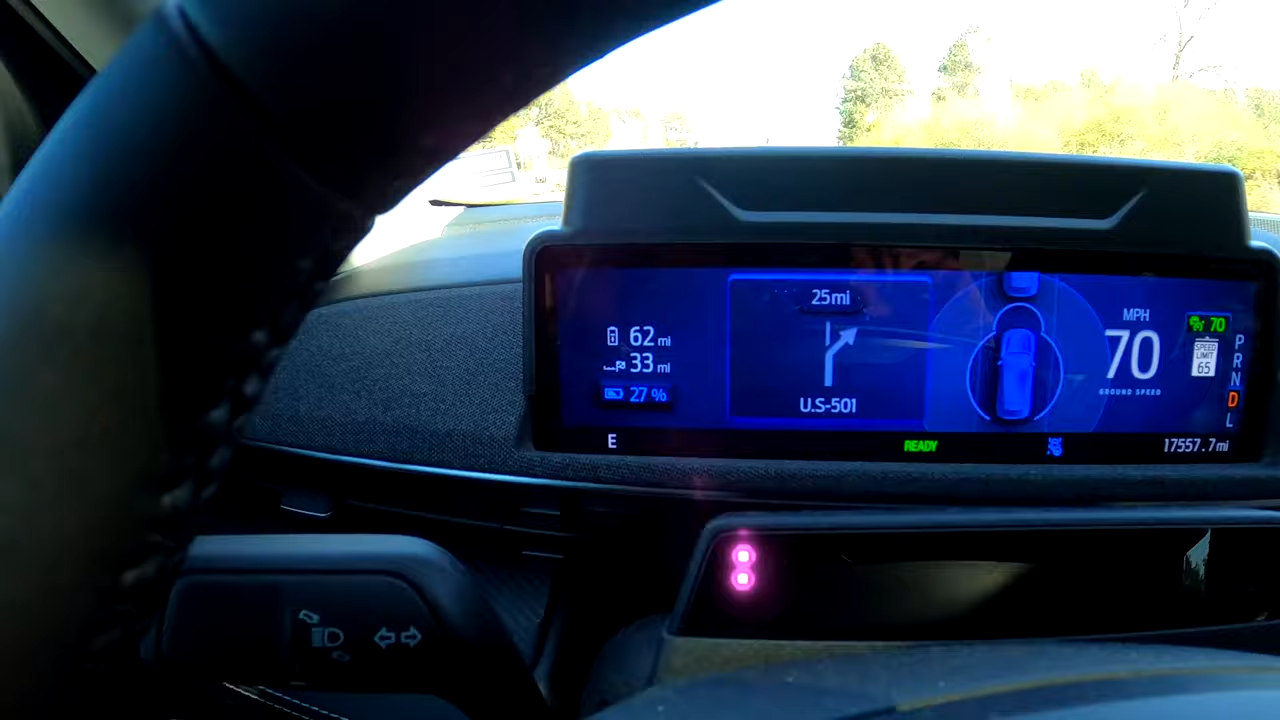 25mi
62 mi
33 mi
27 %
U.S-501
MPH
70
GROUND SPEED
70
SPEED
LIMIT
65
P
R
N
D
L
E
READY
17557.7mi